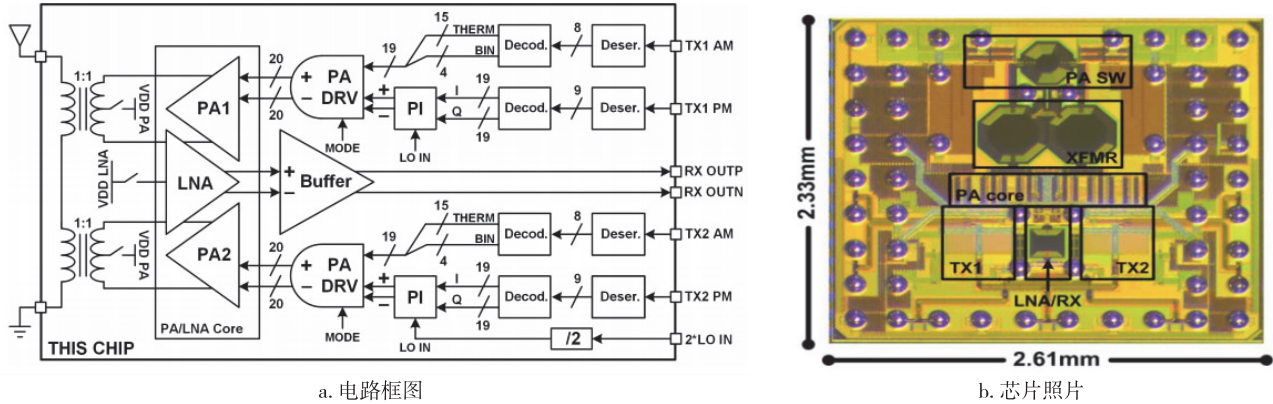 15
THERM
20
19
Decod.
8
Deser.
TX1 AM
1:1
VDD PA
PA1
+
−
PA
DRV
BIN
4
20
+
−
PI
I
19
Q
19
Decod.
9
Deser.
TX1 PM
MODE
LO IN
VDD LNA
LNA
+
−
Buffer
RX OUTP
RX OUTN
15
THERM
1:1
VDD PA
PA2
20
19
Decod.
8
Deser.
TX2 AM
+
−
PA
DRV
BIN
4
20
+
−
PI
I
19
Q
19
Decod.
9
Deser.
TX2 PM
MODE
LO IN
/2
2*LO IN
PA/LNA Core
THIS CHIP
a. 电路框图
PA SW
XFMR
PA core
TX1
TX2
LNA/RX
2.33mm
2.61mm
b. 芯片照片